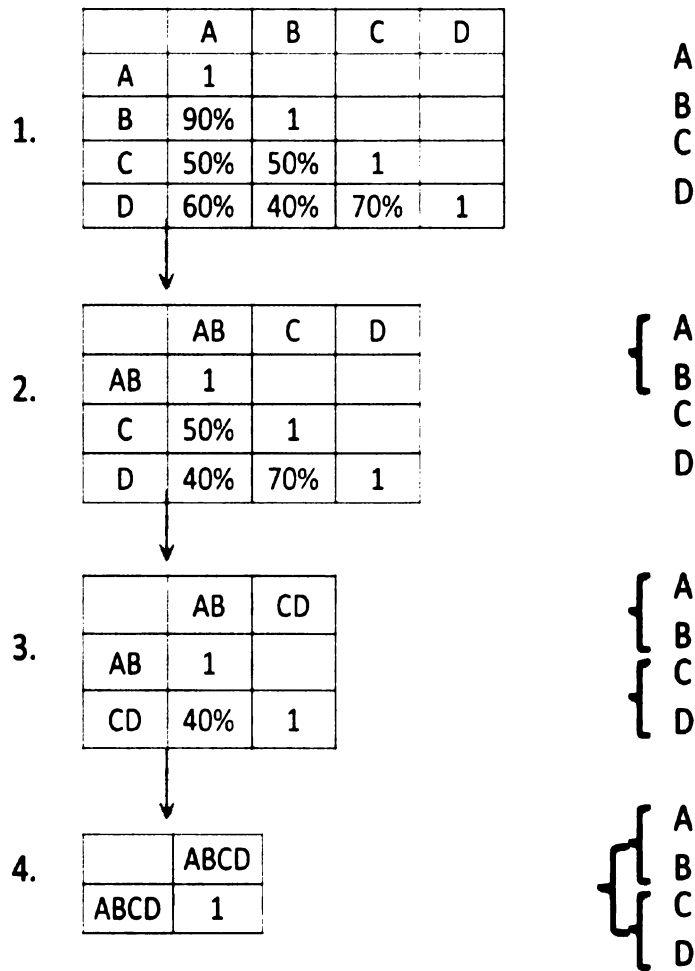 A B C D
A 1
B 90% 1
C 50% 50% 1
D 60% 40% 70% 1
1.
A
B
C
D
AB C D
AB 1
C 50% 1
D 40% 70% 1
2.
A
B
C
D
AB CD
AB 1
CD 40% 1
3.
A
B
C
D
ABCD
ABCD 1
4.
A
B
C
D